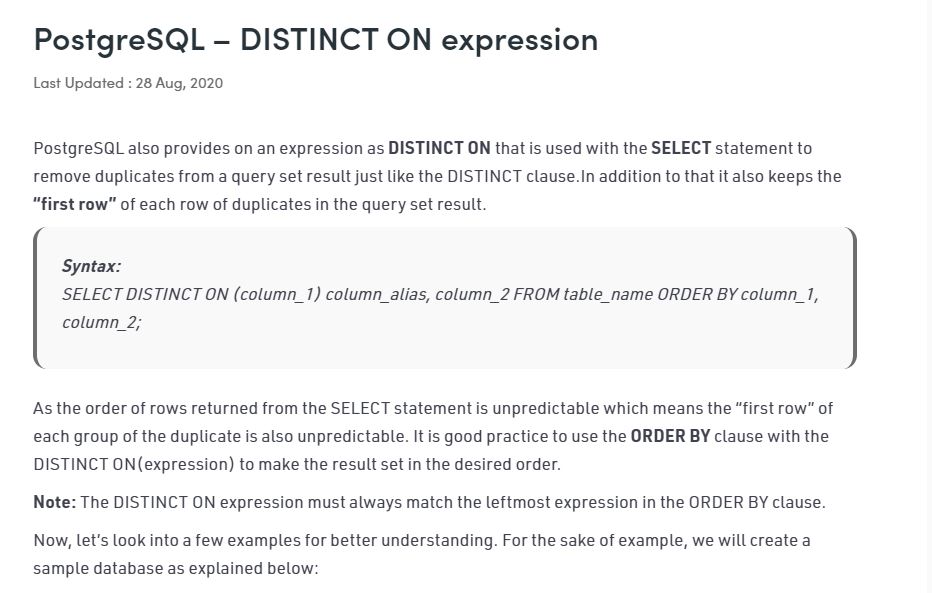 PostgreSQL – DISTINCT ON expression
Last Updated : 28 Aug, 2020
PostgreSQL also provides on an expression as DISTINCT ON that is used with the SELECT statement to
remove duplicates from a query set result just like the DISTINCT clause.In addition to that it also keeps the
“first row” of each row of duplicates in the query set result.
Syntax:
SELECT DISTINCT ON (column_1) column_alias, column_2 FROM table_name ORDER BY column_1,
column_2;
As the order of rows returned from the SELECT statement is unpredictable which means the “first row” of
each group of the duplicate is also unpredictable. It is good practice to use the ORDER BY clause with the
DISTINCT ON(expression) to make the result set in the desired order.
Note: The DISTINCT ON expression must always match the leftmost expression in the ORDER BY clause.
Now, let’s look into a few examples for better understanding. For the sake of example, we will create a
sample database as explained below: